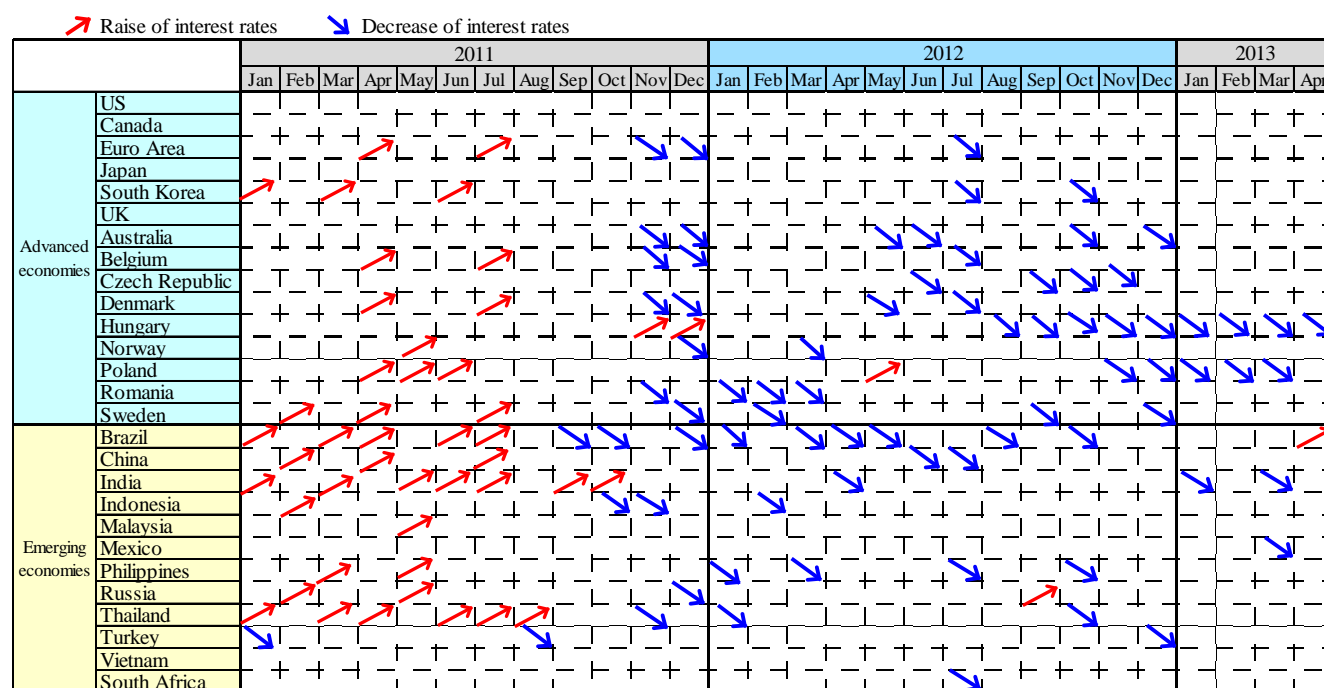 Raise of interest rates Decrease of interest rates
2011 2012 2013
Jan Feb Mar Apr May Jun Jul Aug Sep Oct Nov Dec Jan Feb Mar Apr May Jun Jul Aug Sep Oct Nov Dec Jan Feb Mar Apr
Advanced economies
US
Canada
Euro Area
Japan
South Korea
UK
Australia
Belgium
Czech Republic
Denmark
Hungary
Norway
Poland
Romania
Sweden
Emerging economies
Brazil
China
India
Indonesia
Malaysia
Mexico
Philippines
Russia
Thailand
Turkey
Vietnam
South Africa